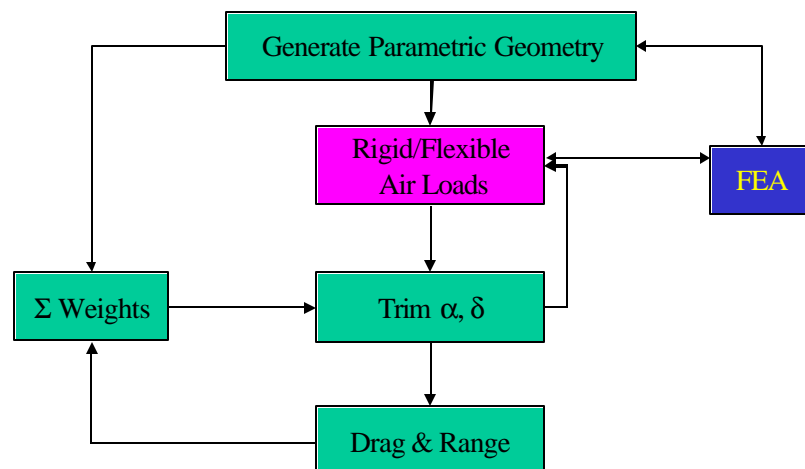 Generate Parametric Geometry
Rigid/Flexible
Air Loads
FEA
Σ Weights
Trim α, δ
Drag & Range